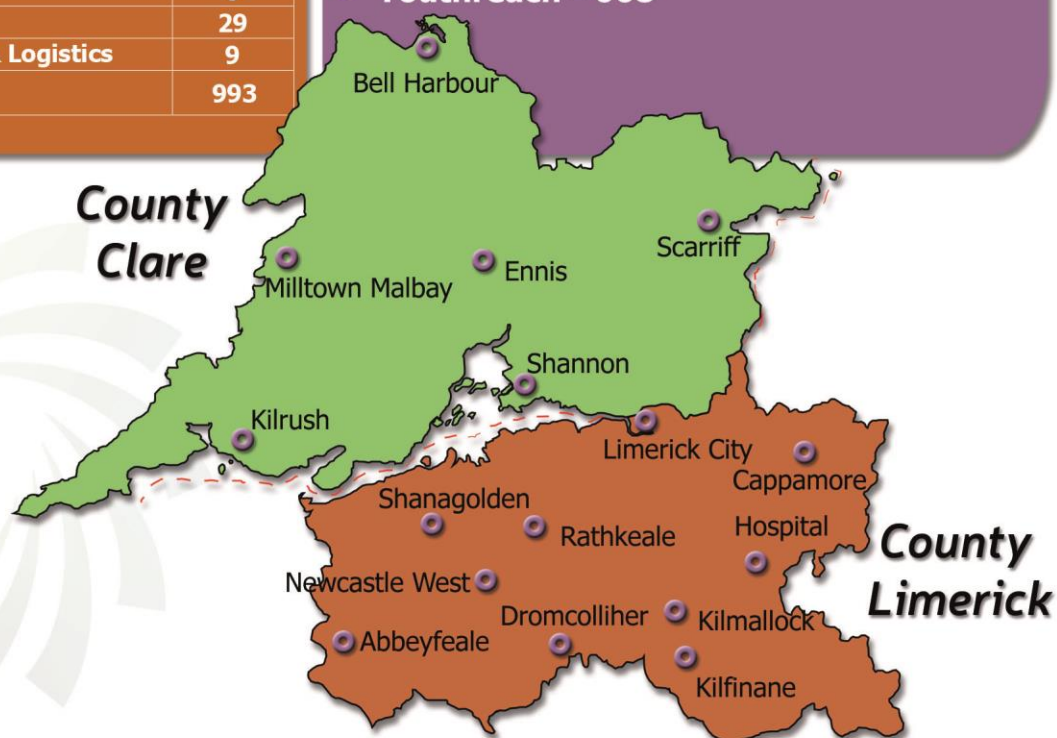 29
Logistics 9
993
Bell Harbour
County
Clare
Scarriff
Milltown Malbay
Ennis
Shannon
Kilrush
Limerick City
Cappamore
Shanagolden
Rathkeale
Hospital
County
Limerick
Newcastle West
Dromcolliher
Kilmallock
Abbeyfeale
Kilfinane